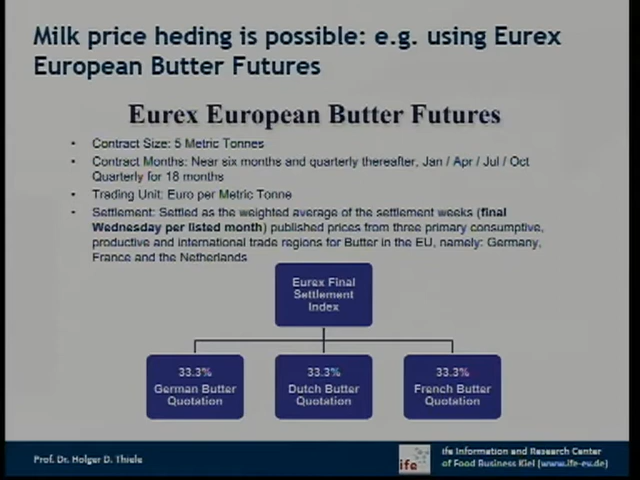 Milk price heding is possible: e.g. using Eurex
European Butter Futures
Eurex European Butter Futures
• Contract Size: 5 Metric Tonnes
• Contract Months: Near six months and quarterly thereafter, Jan / Apr / Jul / Oct
Quarterly for 18 months
• Trading Unit: Euro per Metric Tonne
• Settlement: Settled as the weighted average of the settlement weeks (final
Wednesday per listed month) published prices from three primary consumptive,
productive and international trade regions for Butter in the EU, namely: Germany,
France and the Netherlands
Eurex Final
Settlement
Index
33.3%
German Butter
Quotation
33.3%
Dutch Butter
Quotation
33.3%
French Butter
Quotation
Prof. Dr. Holger D. Thiele
ife
ife Information and Research Center
of Food Business Kiel (www.ife-ev.de)